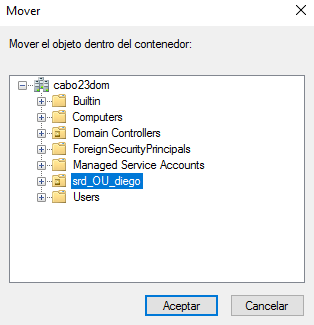 Mover
Mover el objeto dentro del contenedor:
cabo23dom
Builtin
Computers
Domain Controllers
ForeignSecurityPrincipals
Managed Service Accounts
srd_OU_diego
Users
Aceptar
Cancelar